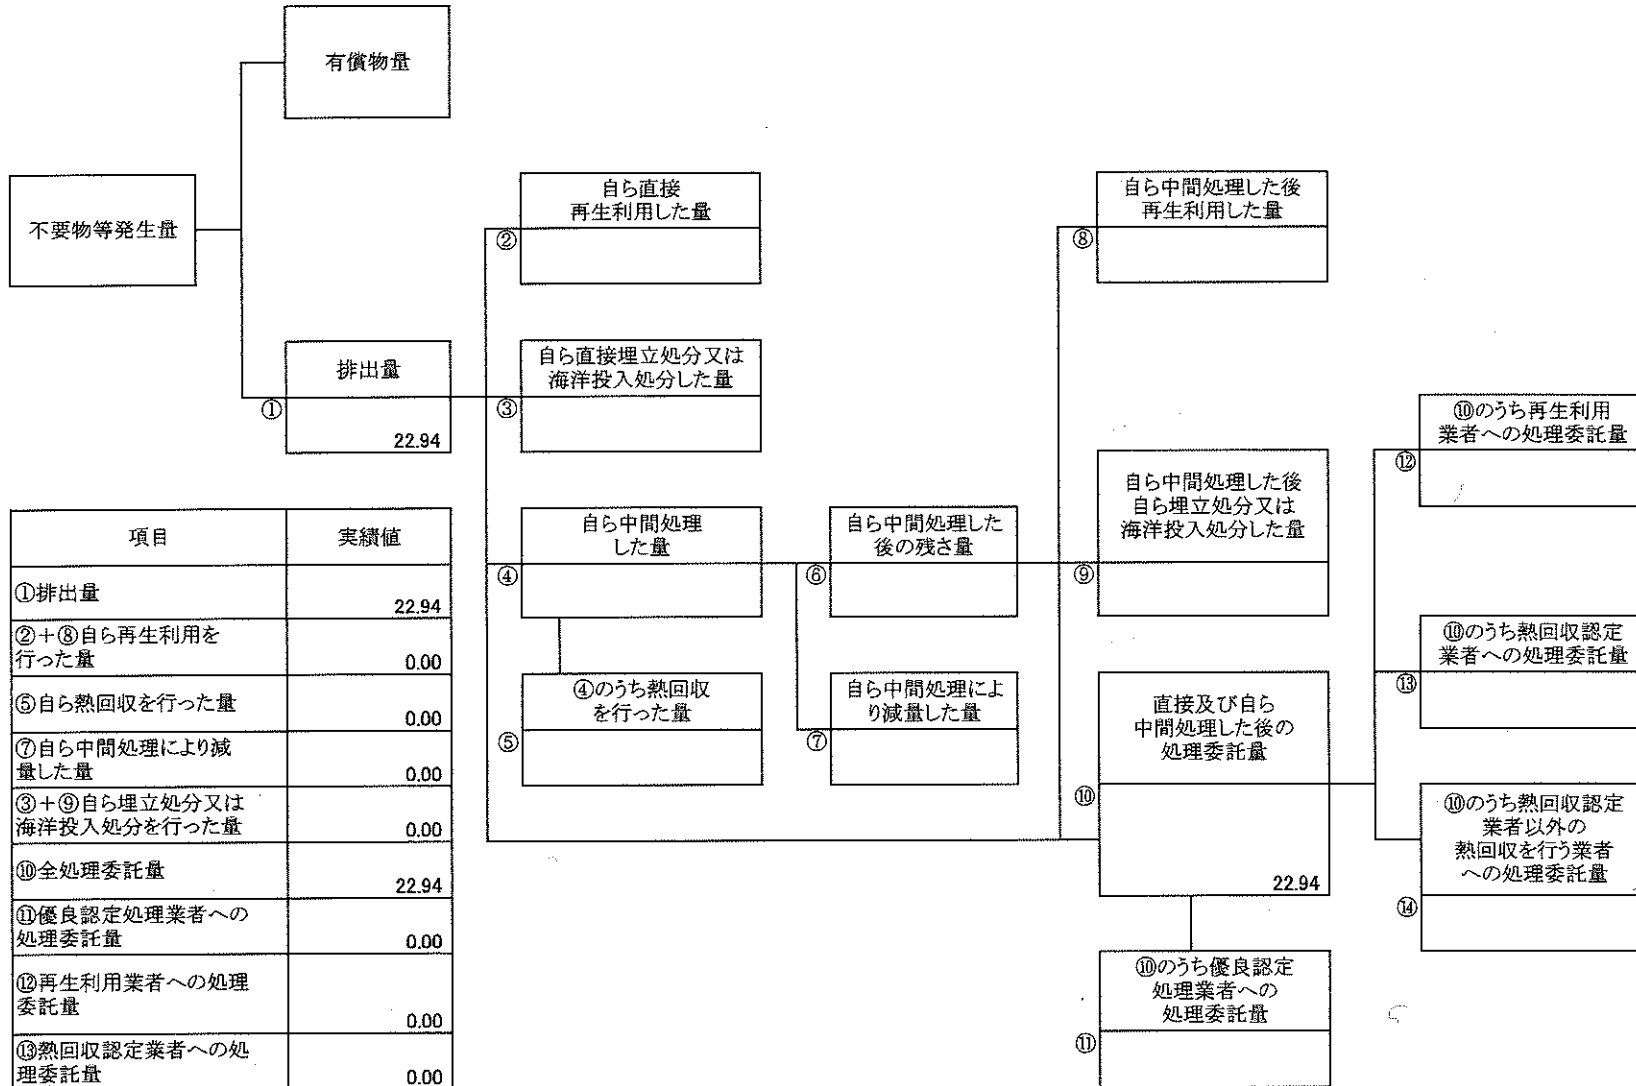 有償物量
不要物等発生量
排出量
①
22.94
自ら直接
再生利用した量
②
自ら直接埋立処分又は
海洋投入処分した量
③
自ら中間処理
した量
④
④のうち熱回収
を行った量
⑤
自ら中間処理した
後の残さ量
⑥
自ら中間処理によ
り減量した量
⑦
自ら中間処理した後
再生利用した量
⑧
自ら中間処理した後
自ら埋立処分又は
海洋投入処分した量
⑨
直接及び自ら
中間処理した後の
処理委託量
⑩
22.94
⑩のうち優良認定
処理業者への
処理委託量
⑪
⑩のうち再生利用
業者への処理委託量
⑫
⑩のうち熱回収認定
業者への処理委託量
⑬
⑩のうち熱回収認定
業者以外の
熱回収を行う業者
への処理委託量
⑭
項目 実績値
①排出量 22.94
②+⑧自ら再生利用を
行った量 0.00
⑤自ら熱回収を行った量 0.00
⑦自ら中間処理により減
量した量 0.00
③+⑨自ら埋立処分又は
海洋投入処分を行った量 0.00
⑩全処理委託量 22.94
⑪優良認定処理業者への
処理委託量 0.00
⑫再生利用業者への処理
委託量 0.00
⑬熱回収認定業者への処
理委託量 0.00